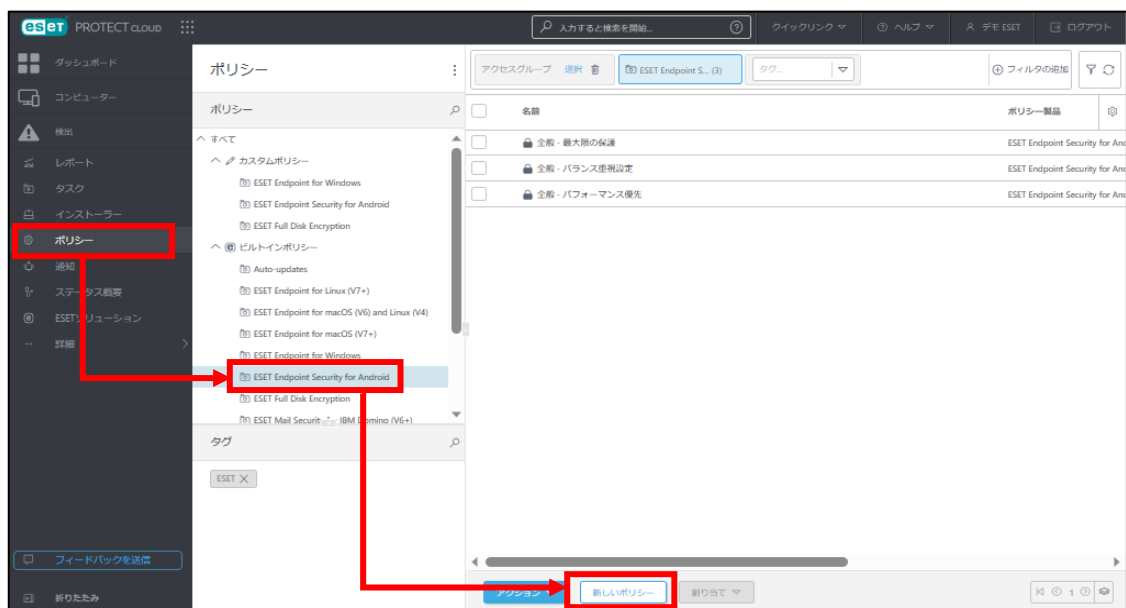 eset PROTECT CLOUD
入力すると検索を開始...
クイックリンク
ヘルプ
デモ ESET
ログアウト
ダッシュボード
コンピューター
検出
レポート
タスク
インストーラー
ポリシー
通知
ステータス概要
ESETソリューション
詳細
フィードバックを送信
折りたたみ
ポリシー
ポリシー
すべて
カスタムポリシー
ESET Endpoint for Windows
ESET Endpoint Security for Android
ESET Full Disk Encryption
ビルトインポリシー
Auto-updates
ESET Endpoint for Linux (V7+)
ESET Endpoint for macOS (V6) and Linux (V4)
ESET Endpoint for macOS (V7+)
ESET Endpoint for Windows
ESET Endpoint Security for Android
ESET Full Disk Encryption
ESET Mail Securit IBM Domino (V6+)
タグ
ESET
アクセスグループ 選択
ESET Endpoint S... (3)
タグ...
フィルタの追加
名前 ポリシー製品
全般 - 最大限の保護 ESET Endpoint Security for And
全般 - バランス重視設定 ESET Endpoint Security for And
全般 - パフォーマンス優先 ESET Endpoint Security for And
アクション
新しいポリシー
割り当て
1